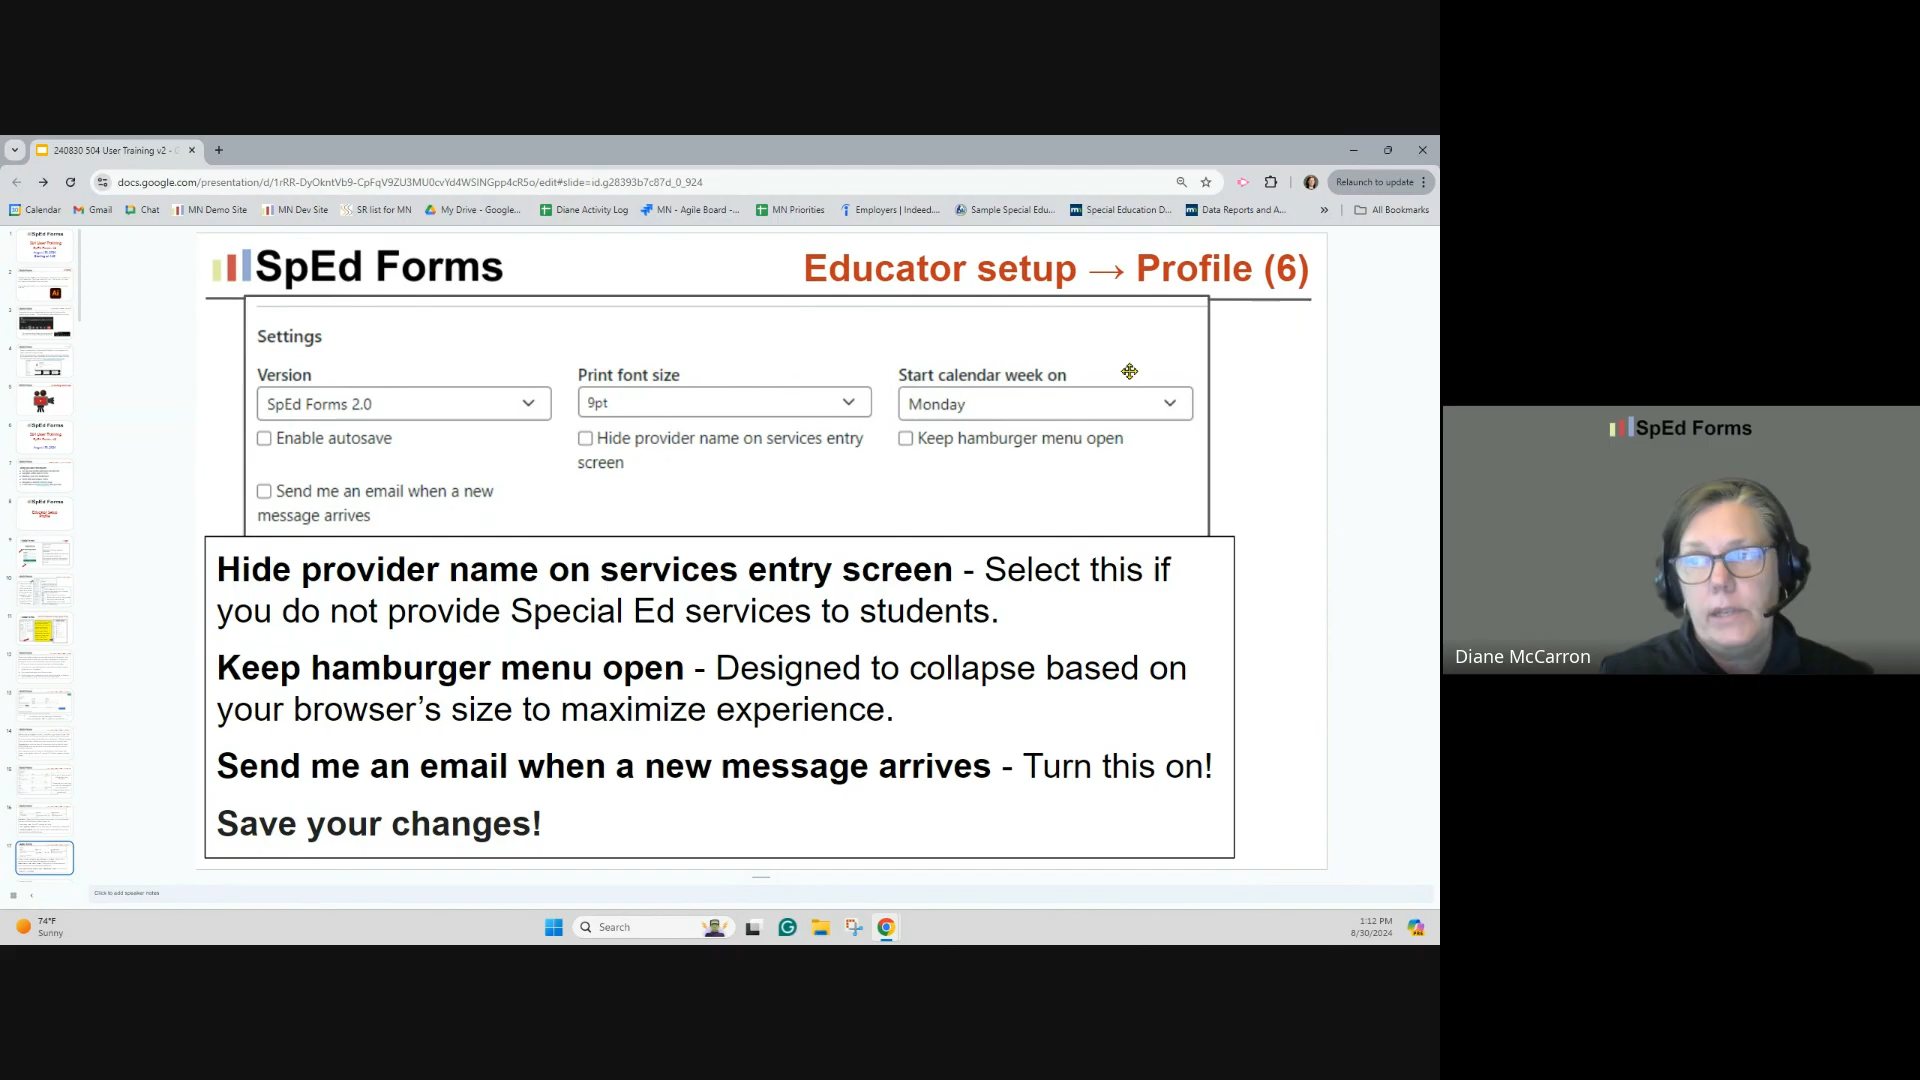 240830 504 User Training v2 -
docs.google.com/presentation/d/1rRR-DyOkntVb9-CpFqV9ZU3MU0cvYd4WSlNGpp4cR5o/edit#slide=id.g28393b7c87d_0_924
Relaunch to update
Calendar Gmail Chat MN Demo Site MN Dev Site SR list for MN My Drive - Google... Diane Activity Log MN - Agile Board -... MN Priorities Employers | Indeed.... Sample Special Edu... Special Education D... Data Reports and A... » All Bookmarks
SpEd Forms
Educator setup → Profile (6)
Settings
Version Print font size Start calendar week on
SpEd Forms 2.0 9pt Monday
Enable autosave Hide provider name on services entry Keep hamburger menu open
screen
Send me an email when a new
message arrives
Hide provider name on services entry screen - Select this if
you do not provide Special Ed services to students.
Keep hamburger menu open - Designed to collapse based on
your browser’s size to maximize experience.
Send me an email when a new message arrives - Turn this on!
Save your changes!
Click to add speaker notes
SpEd Forms
Diane McCarron
74°F
Sunny
Search
1:12 PM
8/30/2024